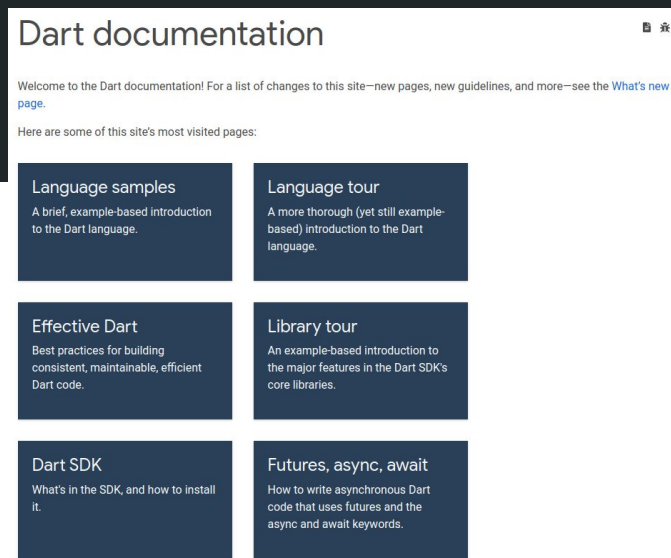 Dart documentation
Welcome to the Dart documentation! For a list of changes to this site—new pages, new guidelines, and more—see the What's new
page.
Here are some of this site's most visited pages:
Language samples
A brief, example-based introduction
to the Dart language.
Language tour
A more thorough (yet still example-
based) introduction to the Dart
language.
Effective Dart
Best practices for building
consistent, maintainable, efficient
Dart code.
Library tour
An example-based introduction to
the major features in the Dart SDK's
core libraries.
Dart SDK
What's in the SDK, and how to install
it.
Futures, async, await
How to write asynchronous Dart
code that uses futures and the
async and await keywords.